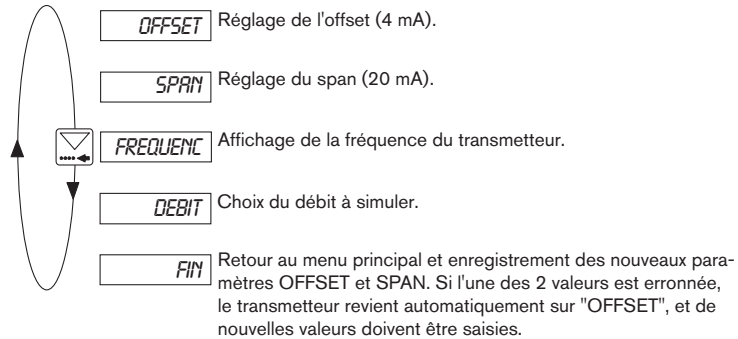 OFFSET Réglage de l'offset (4 mA).
SPAN Réglage du span (20 mA).
FREQUENC Affichage de la fréquence du transmetteur.
DEBIT Choix du débit à simuler.
FIN Retour au menu principal et enregistrement des nouveaux para-
mètres OFFSET et SPAN. Si l'une des 2 valeurs est erronnée,
le transmetteur revient automatiquement sur "OFFSET", et de
nouvelles valeurs doivent être saisies.